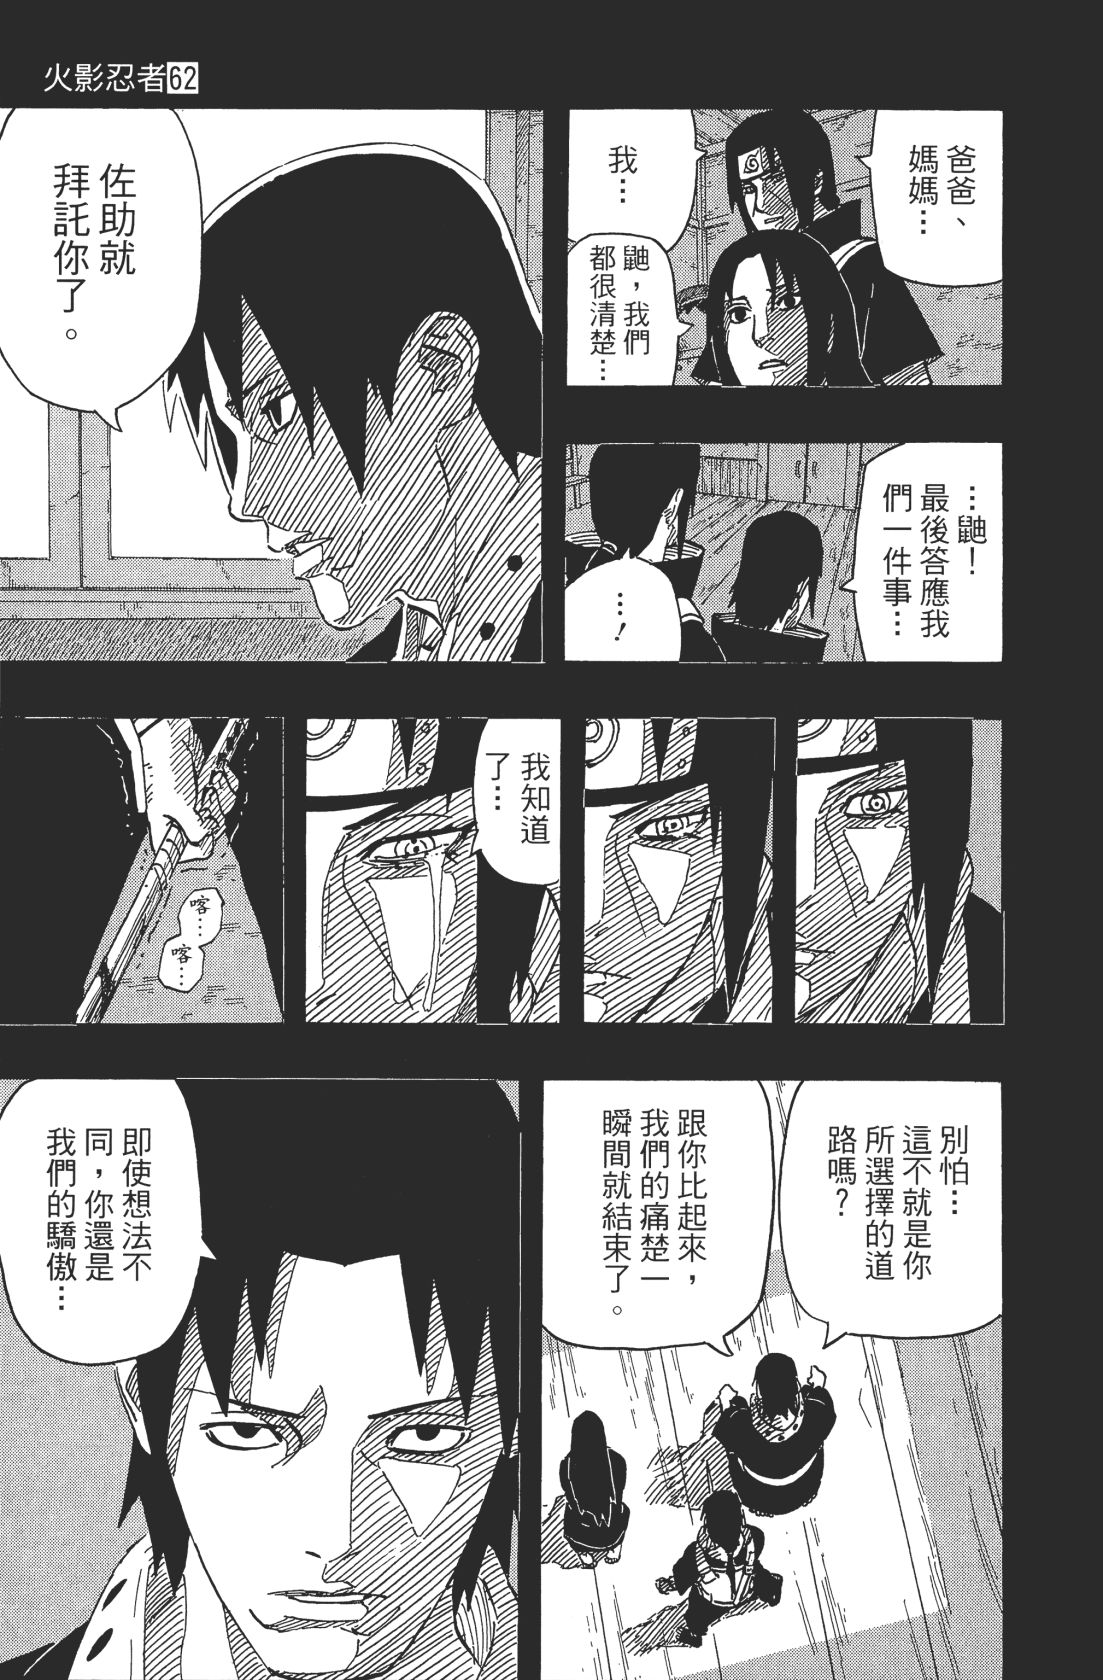 火影忍者62
爸爸、
媽媽…
我…
鼬，我們
都很清楚…
…鼬！
最後答應我
們一件事…
…！
佐助就
拜託你了。
我知道
了…
喀…
喀…
別怕…
這不就是你
所選擇的道
路嗎？
跟你比起來，
我們的痛楚一
瞬間就結束了。
即使想法不
同，你還是
我們的驕傲…